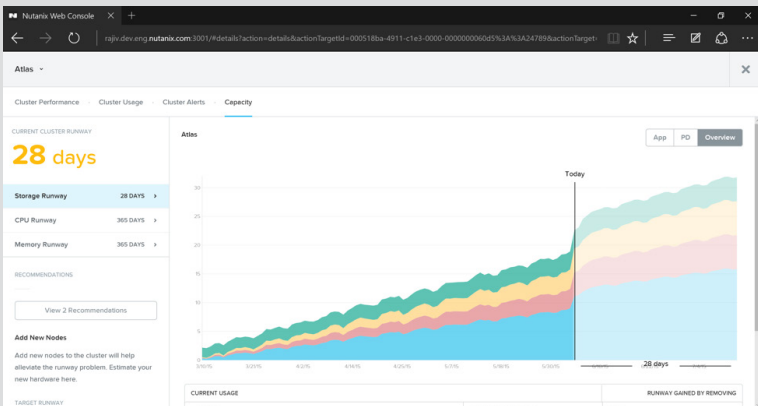 Nutanix Web Console
rajiv.dev.eng.nutanix.com:3001/#details?action=details&actionTargetId=000518ba-4911-c1e3-0000-0000000060d5%3A%3A24789&actionTarget
Atlas
Cluster Performance Cluster Usage Cluster Alerts Capacity
CURRENT CLUSTER RUNWAY
28 days
Storage Runway 28 DAYS
CPU Runway 365 DAYS
Memory Runway 365 DAYS
RECOMMENDATIONS
View 2 Recommendations
Add New Nodes
Add new nodes to the cluster will help
alleviate the runway problem. Estimate your
new hardware here.
TARGET RUNWAY
Atlas
App PD Overview
Today
30
25
20
15
10
5
0
28 days
CURRENT USAGE RUNWAY GAINED BY REMOVING